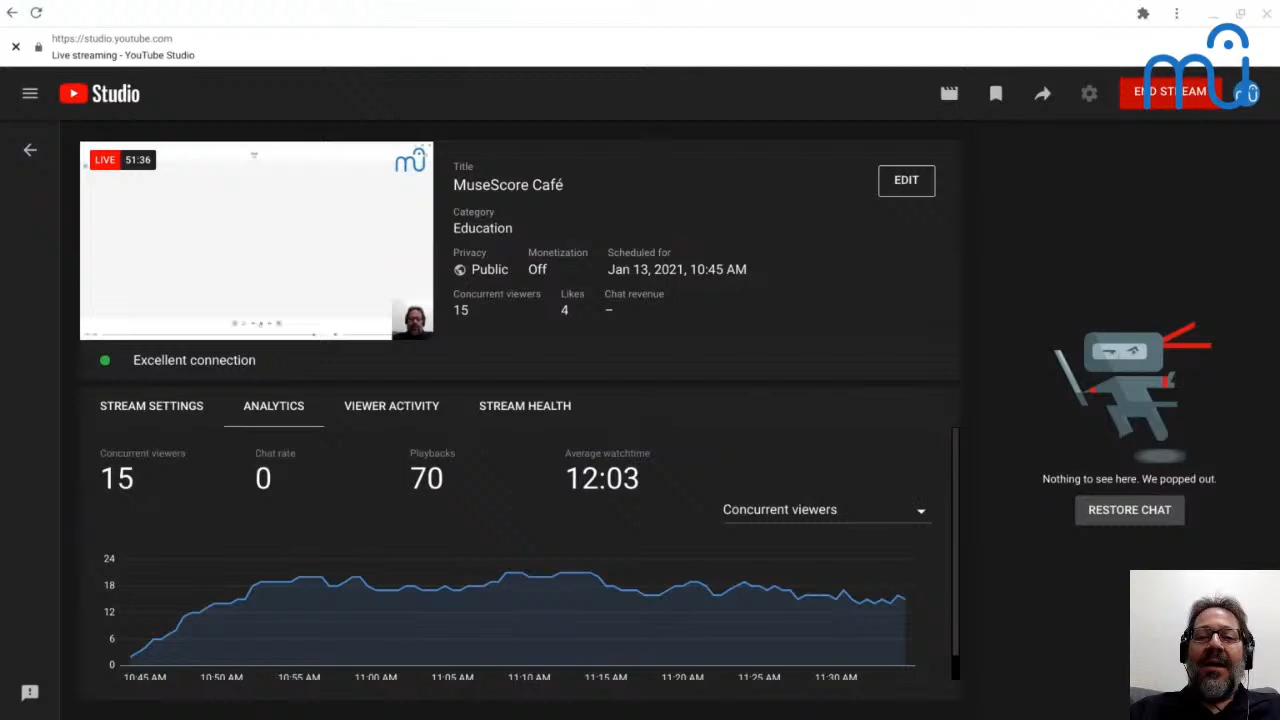 https://studio.youtube.com
Live streaming - YouTube Studio
Studio
END STREAM
LIVE 51:36
Title
MuseScore Café
EDIT
Category
Education
Privacy Monetization Scheduled for
Public Off Jan 13, 2021, 10:45 AM
Concurrent viewers Likes Chat revenue
15 4 –
Excellent connection
STREAM SETTINGS ANALYTICS VIEWER ACTIVITY STREAM HEALTH
Concurrent viewers Chat rate Playbacks Average watchtime
15 0 70 12:03
Concurrent viewers
24
18
12
6
0
10:45 AM 10:50 AM 10:55 AM 11:00 AM 11:05 AM 11:10 AM 11:15 AM 11:20 AM 11:25 AM 11:30 AM
Nothing to see here. We popped out.
RESTORE CHAT